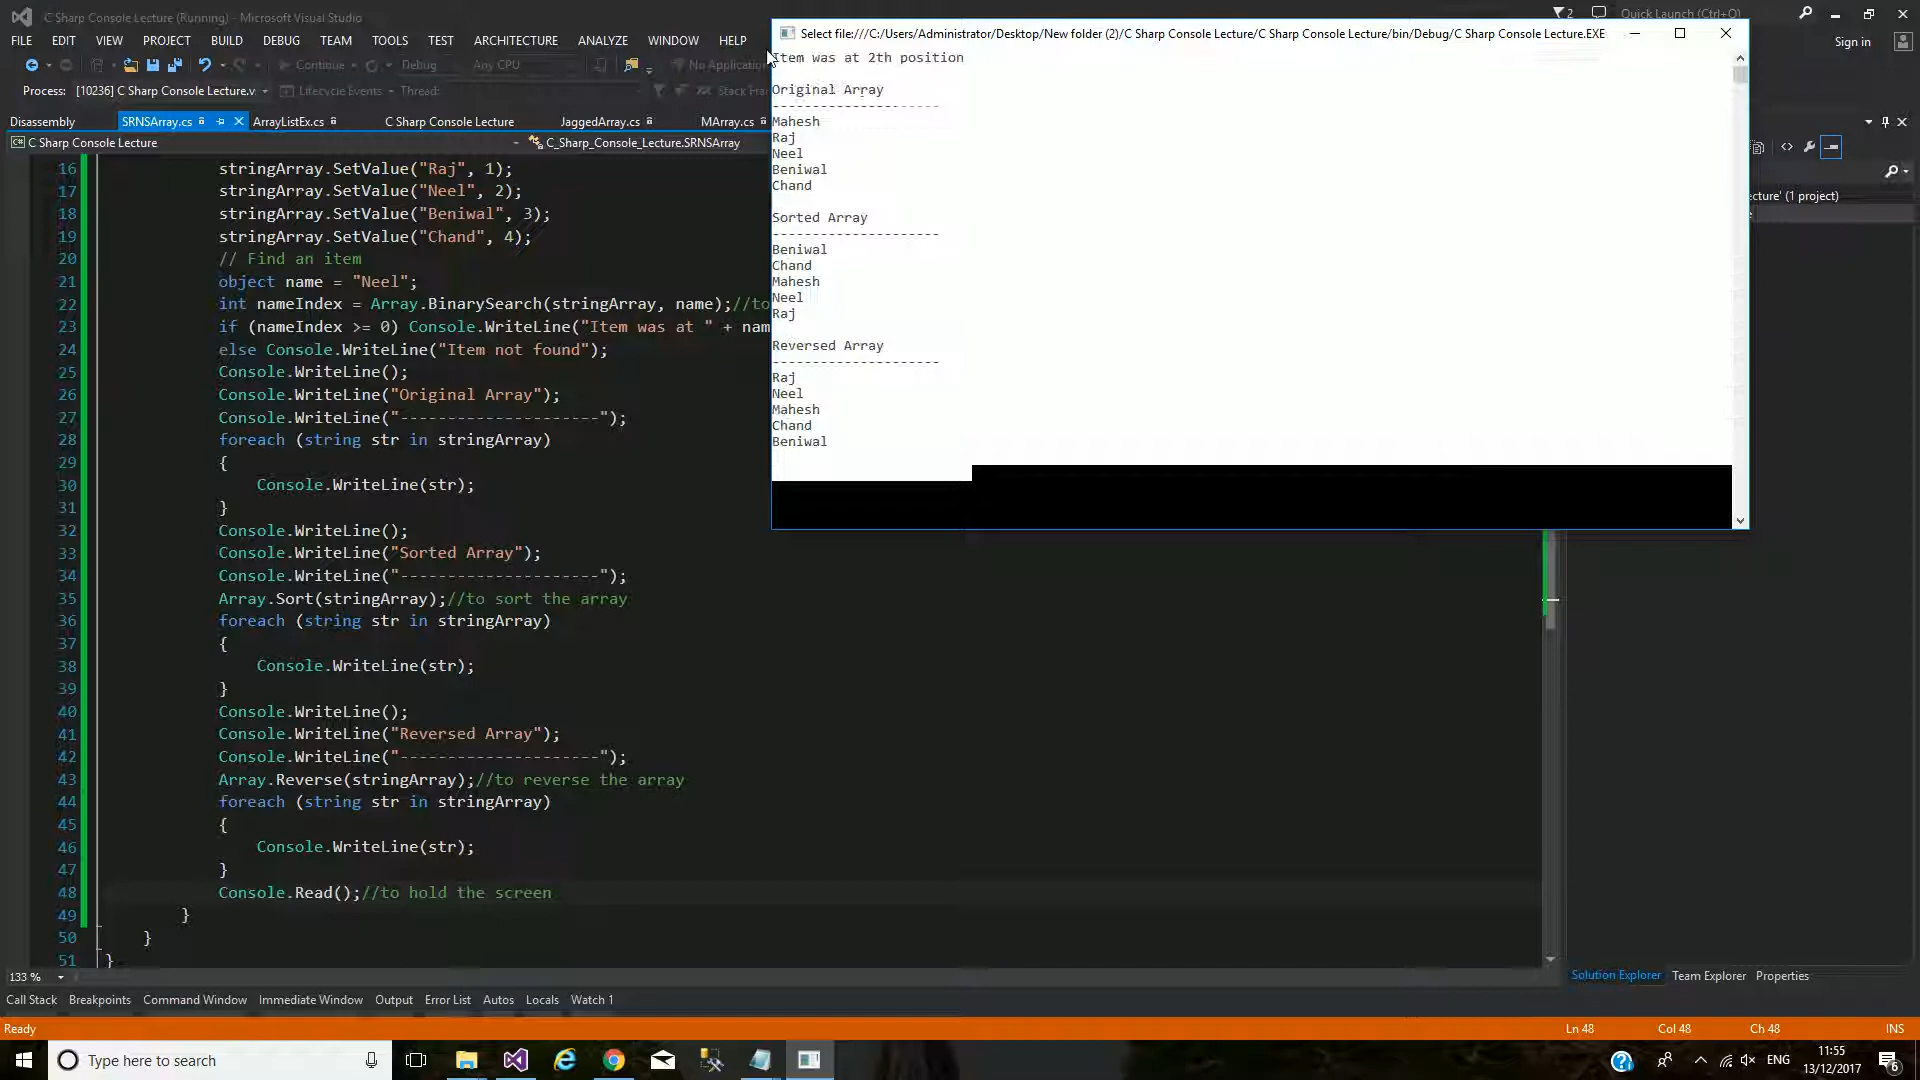 C Sharp Console Lecture (Running) - Microsoft Visual Studio
2
Quick Launch (Ctrl+Q)
FILE EDIT VIEW PROJECT BUILD DEBUG TEAM TOOLS TEST ARCHITECTURE ANALYZE WINDOW HELP
Sign in
Continue Debug Any CPU No Application
Process: [10236] C Sharp Console Lecture.v Lifecycle Events Thread: Stack Fram
Disassembly SRNSArray.cs ArrayListEx.cs C Sharp Console Lecture JaggedArray.cs MArray.cs
C Sharp Console Lecture C_Sharp_Console_Lecture.SRNSArray
16 stringArray.SetValue("Raj", 1);
17 stringArray.SetValue("Neel", 2);
18 stringArray.SetValue("Beniwal", 3);
19 stringArray.SetValue("Chand", 4);
20 // Find an item
21 object name = "Neel";
22 int nameIndex = Array.BinarySearch(stringArray, name);//to
23 if (nameIndex >= 0) Console.WriteLine("Item was at " + nam
24 else Console.WriteLine("Item not found");
25 Console.WriteLine();
26 Console.WriteLine("Original Array");
27 Console.WriteLine("---------------------");
28 foreach (string str in stringArray)
29 {
30 Console.WriteLine(str);
31 }
32 Console.WriteLine();
33 Console.WriteLine("Sorted Array");
34 Console.WriteLine("---------------------");
35 Array.Sort(stringArray);//to sort the array
36 foreach (string str in stringArray)
37 {
38 Console.WriteLine(str);
39 }
40 Console.WriteLine();
41 Console.WriteLine("Reversed Array");
42 Console.WriteLine("---------------------");
43 Array.Reverse(stringArray);//to reverse the array
44 foreach (string str in stringArray)
45 {
46 Console.WriteLine(str);
47 }
48 Console.Read();//to hold the screen
49 }
50 }
51 }
133 %
Select file:///C:/Users/Administrator/Desktop/New folder (2)/C Sharp Console Lecture/C Sharp Console Lecture/bin/Debug/C Sharp Console Lecture.EXE
Item was at 2th position
Original Array
---------------------
Mahesh
Raj
Neel
Beniwal
Chand
Sorted Array
---------------------
Beniwal
Chand
Mahesh
Neel
Raj
Reversed Array
---------------------
Raj
Neel
Mahesh
Chand
Beniwal
ecture' (1 project)
e
Solution Explorer Team Explorer Properties
Call Stack Breakpoints Command Window Immediate Window Output Error List Autos Locals Watch 1
Ready Ln 48 Col 48 Ch 48 INS
Type here to search
ENG
11:55
13/12/2017
6